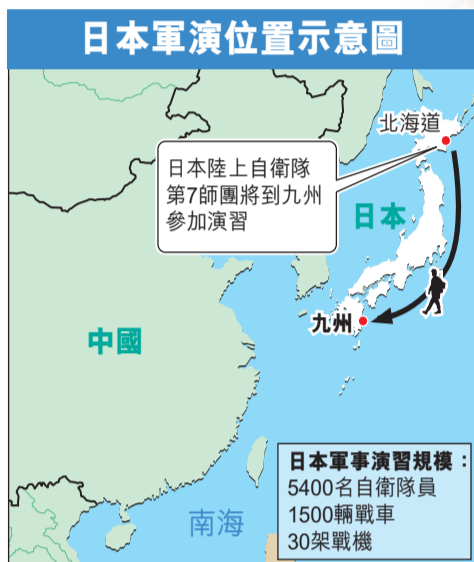 日本軍演位置示意圖
北海道
日本陸上自衛隊
第7師團將到九州
參加演習
日本
九州
中國
南海
日本軍事演習規模：
5400名自衛隊員
1500輛戰車
30架戰機